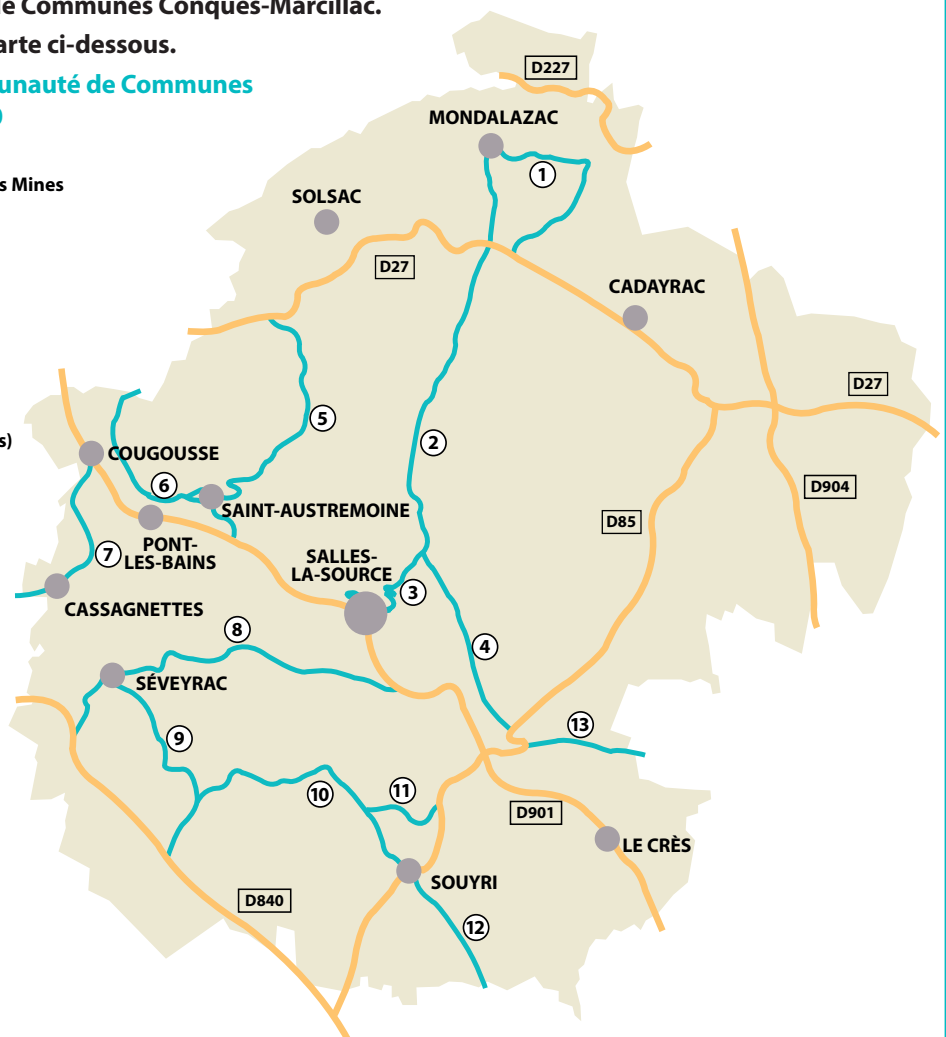 de Communes Conques-Marcillac.
arte ci-dessous.
unauté de Communes
)
s Mines
s)
D227
MONDALAZAC
1
SOLSAC
D27
CADAYRAC
D27
5
2
COUGOUSSE
6
D904
SAINT-AUSTREMOINE
D85
PONT-
LES-BAINS
7
SALLES-
LA-SOURCE
3
CASSAGNETTES
8
4
SÉVEYRAC
13
9
10
11
D901
LE CRÈS
SOUYRI
D840
12